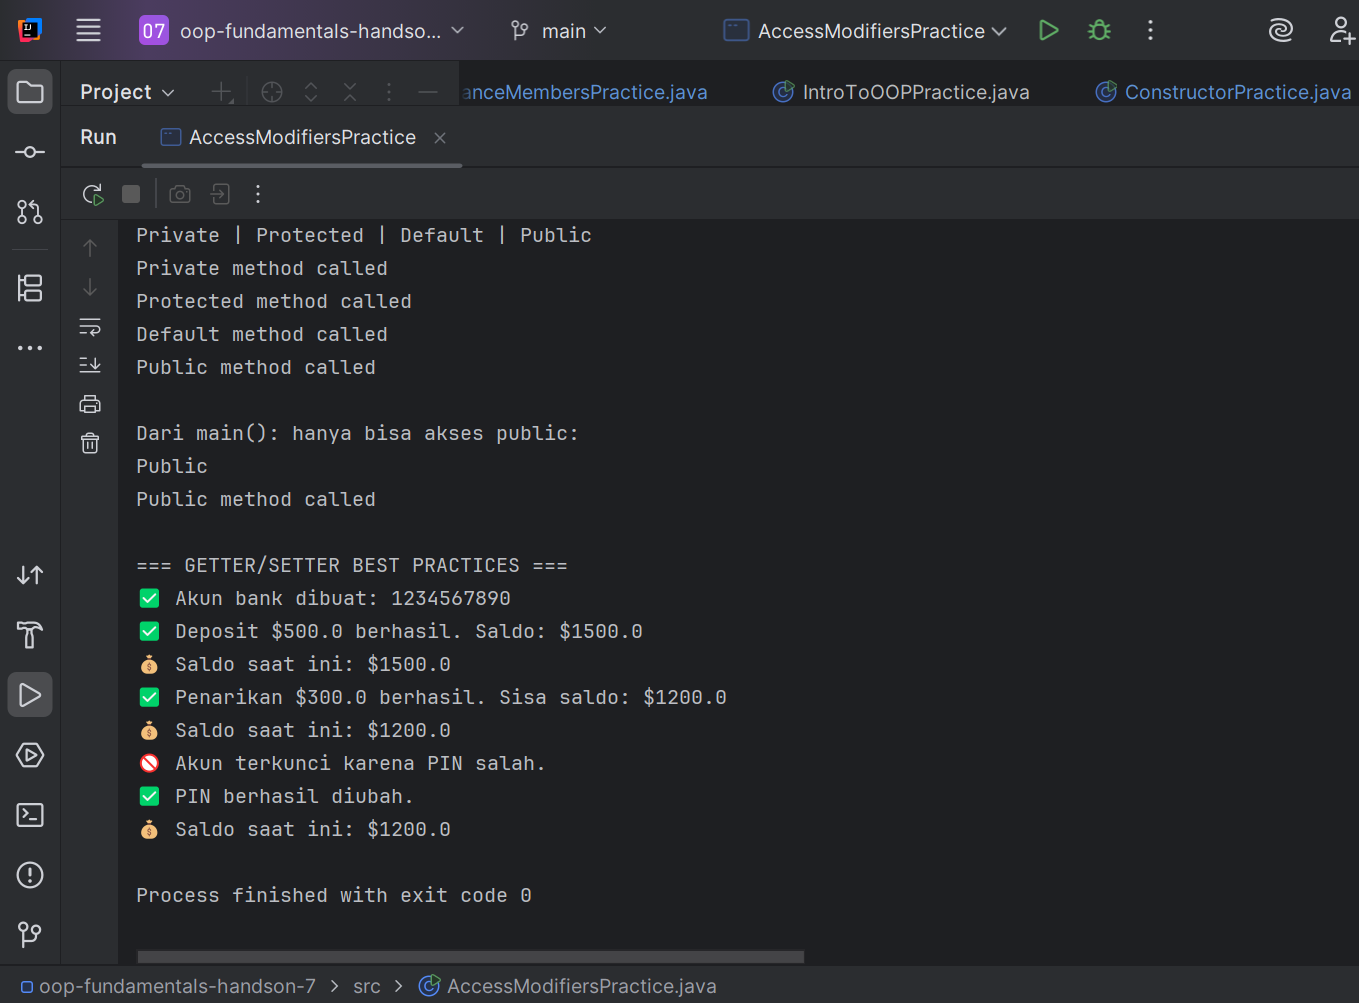 07 oop-fundamentals-handso... main AccessModifiersPractice
Project anceMembersPractice.java IntroToOOPPractice.java ConstructorPractice.java
Run AccessModifiersPractice
Private | Protected | Default | Public
Private method called
Protected method called
Default method called
Public method called
Dari main(): hanya bisa akses public:
Public
Public method called
=== GETTER/SETTER BEST PRACTICES ===
✅ Akun bank dibuat: 1234567890
✅ Deposit $500.0 berhasil. Saldo: $1500.0
💰 Saldo saat ini: $1500.0
✅ Penarikan $300.0 berhasil. Sisa saldo: $1200.0
💰 Saldo saat ini: $1200.0
🚫 Akun terkunci karena PIN salah.
✅ PIN berhasil diubah.
💰 Saldo saat ini: $1200.0
Process finished with exit code 0
oop-fundamentals-handson-7 > src > AccessModifiersPractice.java